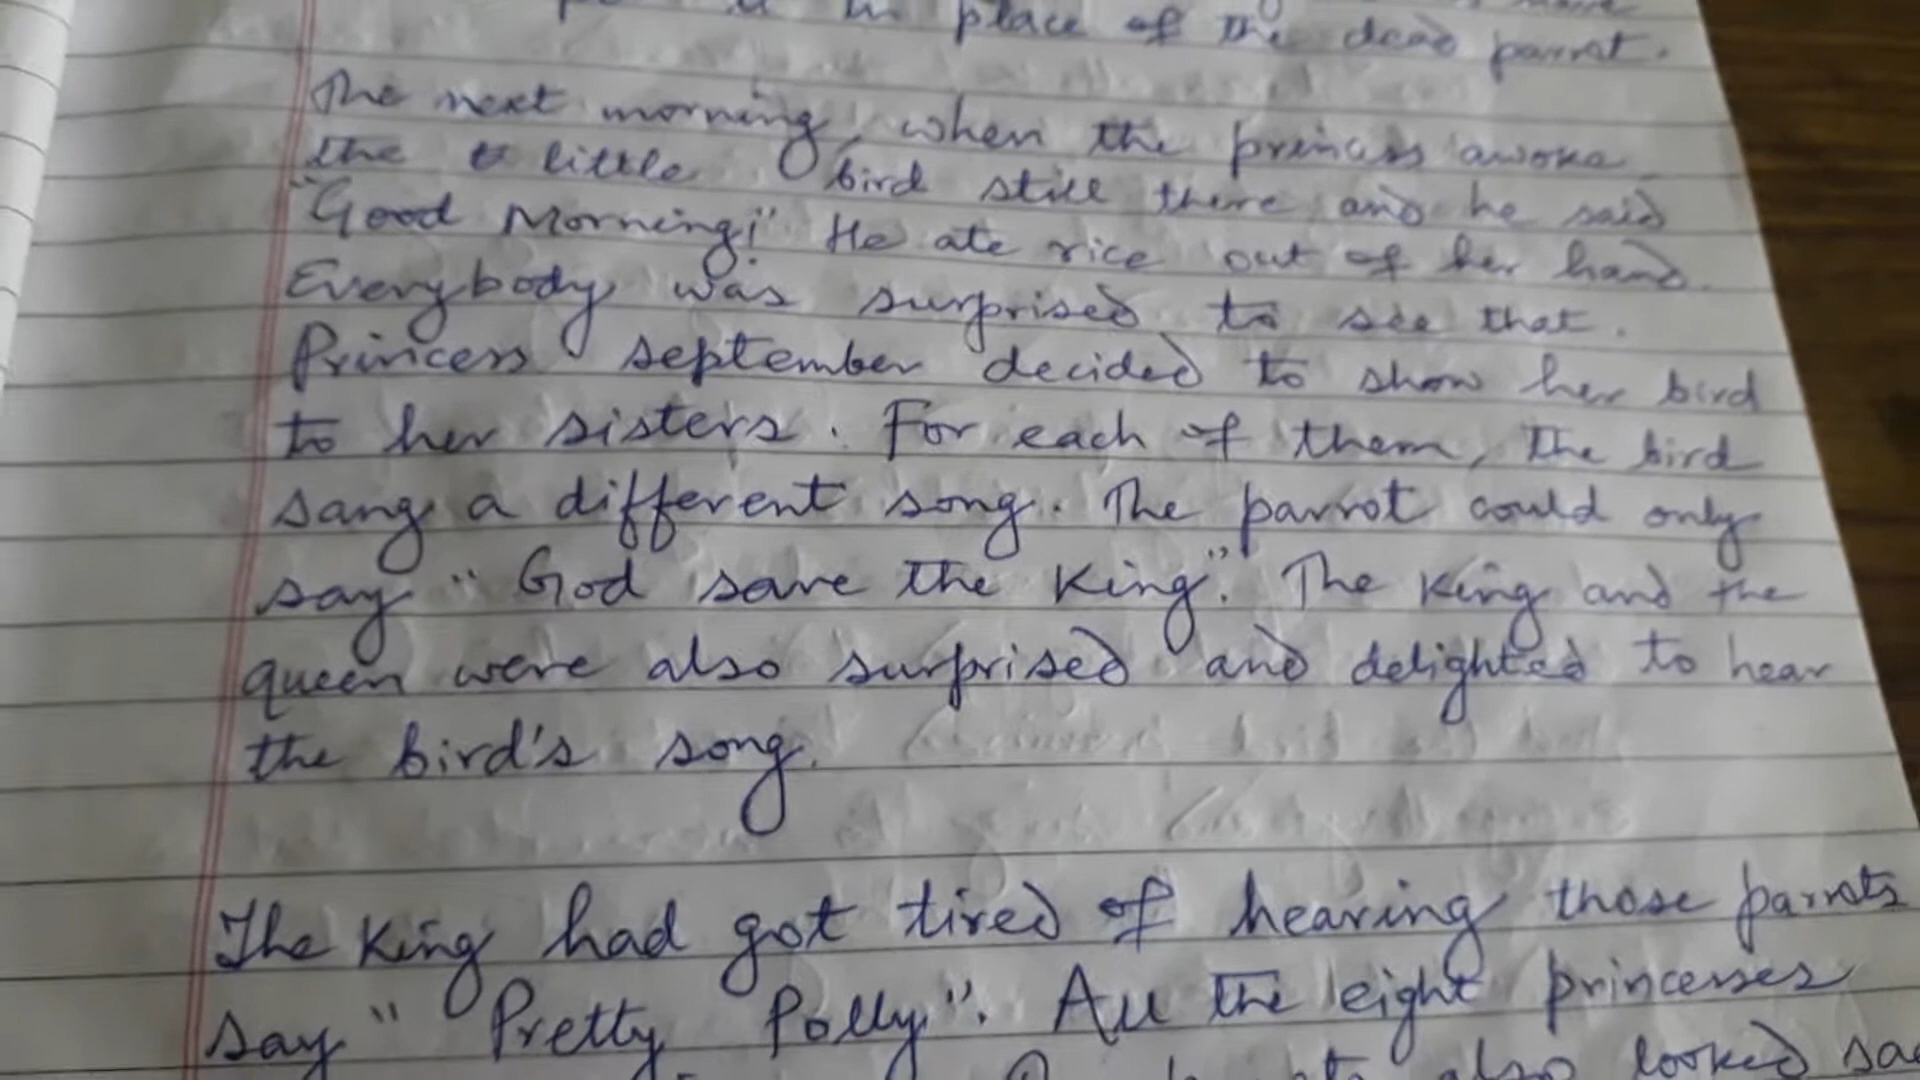 in place of the dead parrot.
The next morning, when the princess awoke
the little bird still there and he said
"Good Morning!" He ate rice out of her hand.
Everybody was surprised to see that.
Princess September decided to show her bird
to her sisters. For each of them, the bird
sang a different song. The parrot could only
say "God save the King". The King and the
queen were also surprised and delighted to hear
the bird's song.
The King had got tired of hearing those parrots
say "Pretty Polly". All the eight princesses
also looked sad